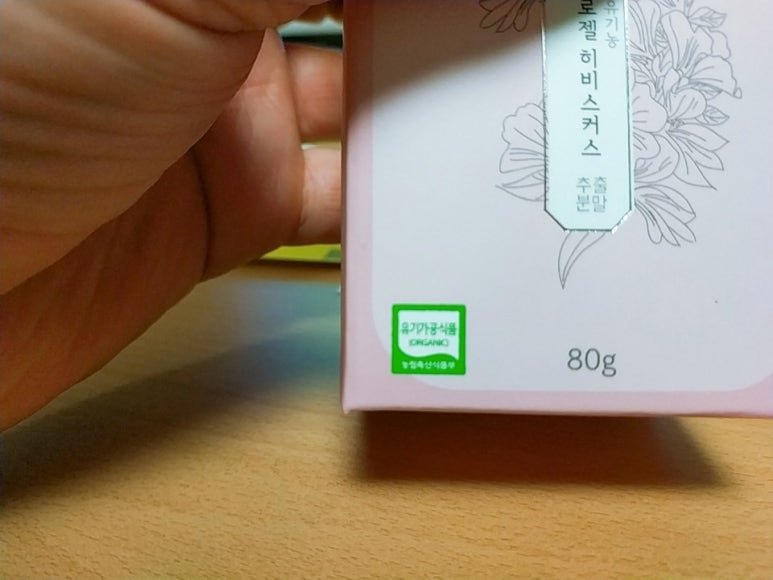 유기농
로젤 히비스커스
추출
분말
유기가공식품
(ORGANIC)
농림축산식품부
80g